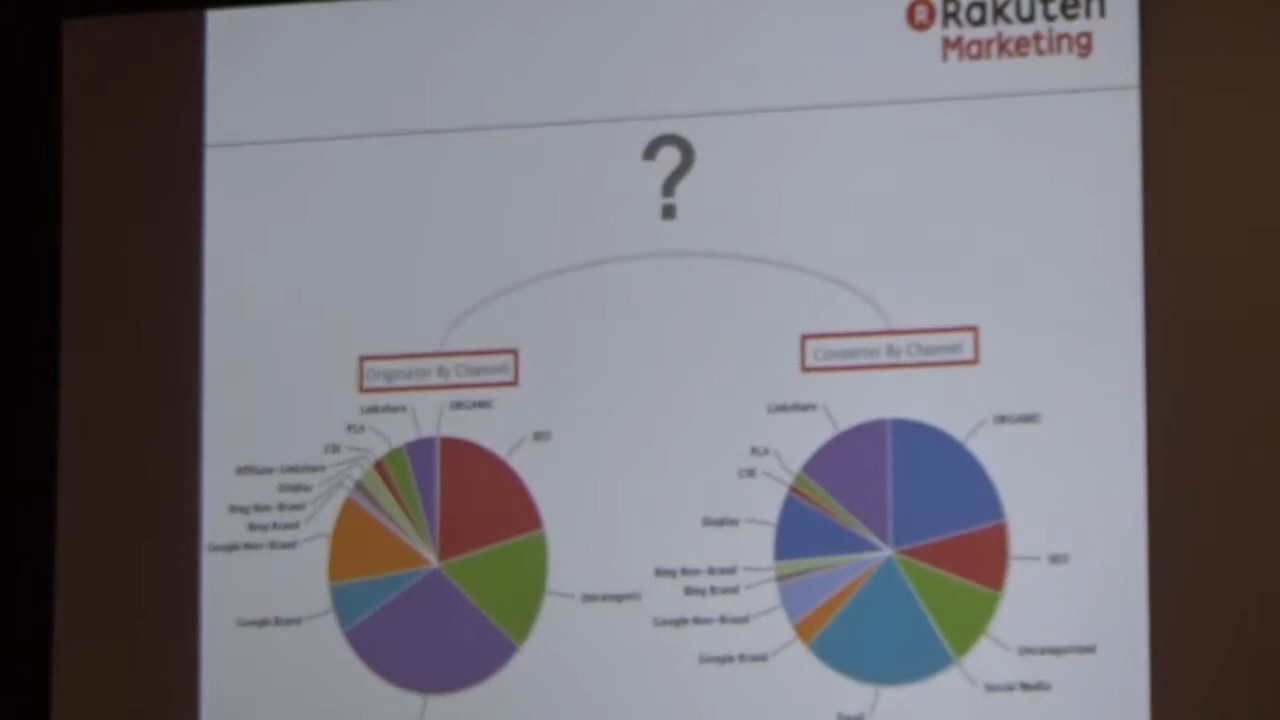 Rakuten
Marketing
?
Originator By Channel
Converter By Channel
Linkshare
ORGANIC
SEO
PLA
CSE
Affiliate-Linkshare
Display
Bing Non-Brand
Bing Brand
Google Non-Brand
Google Brand
Linkshare
ORGANIC
PLA
CSE
Display
SEO
Bing Non-Brand
Bing Brand
Google Non-Brand
Uncategorized
Google Brand
Social Media
Email